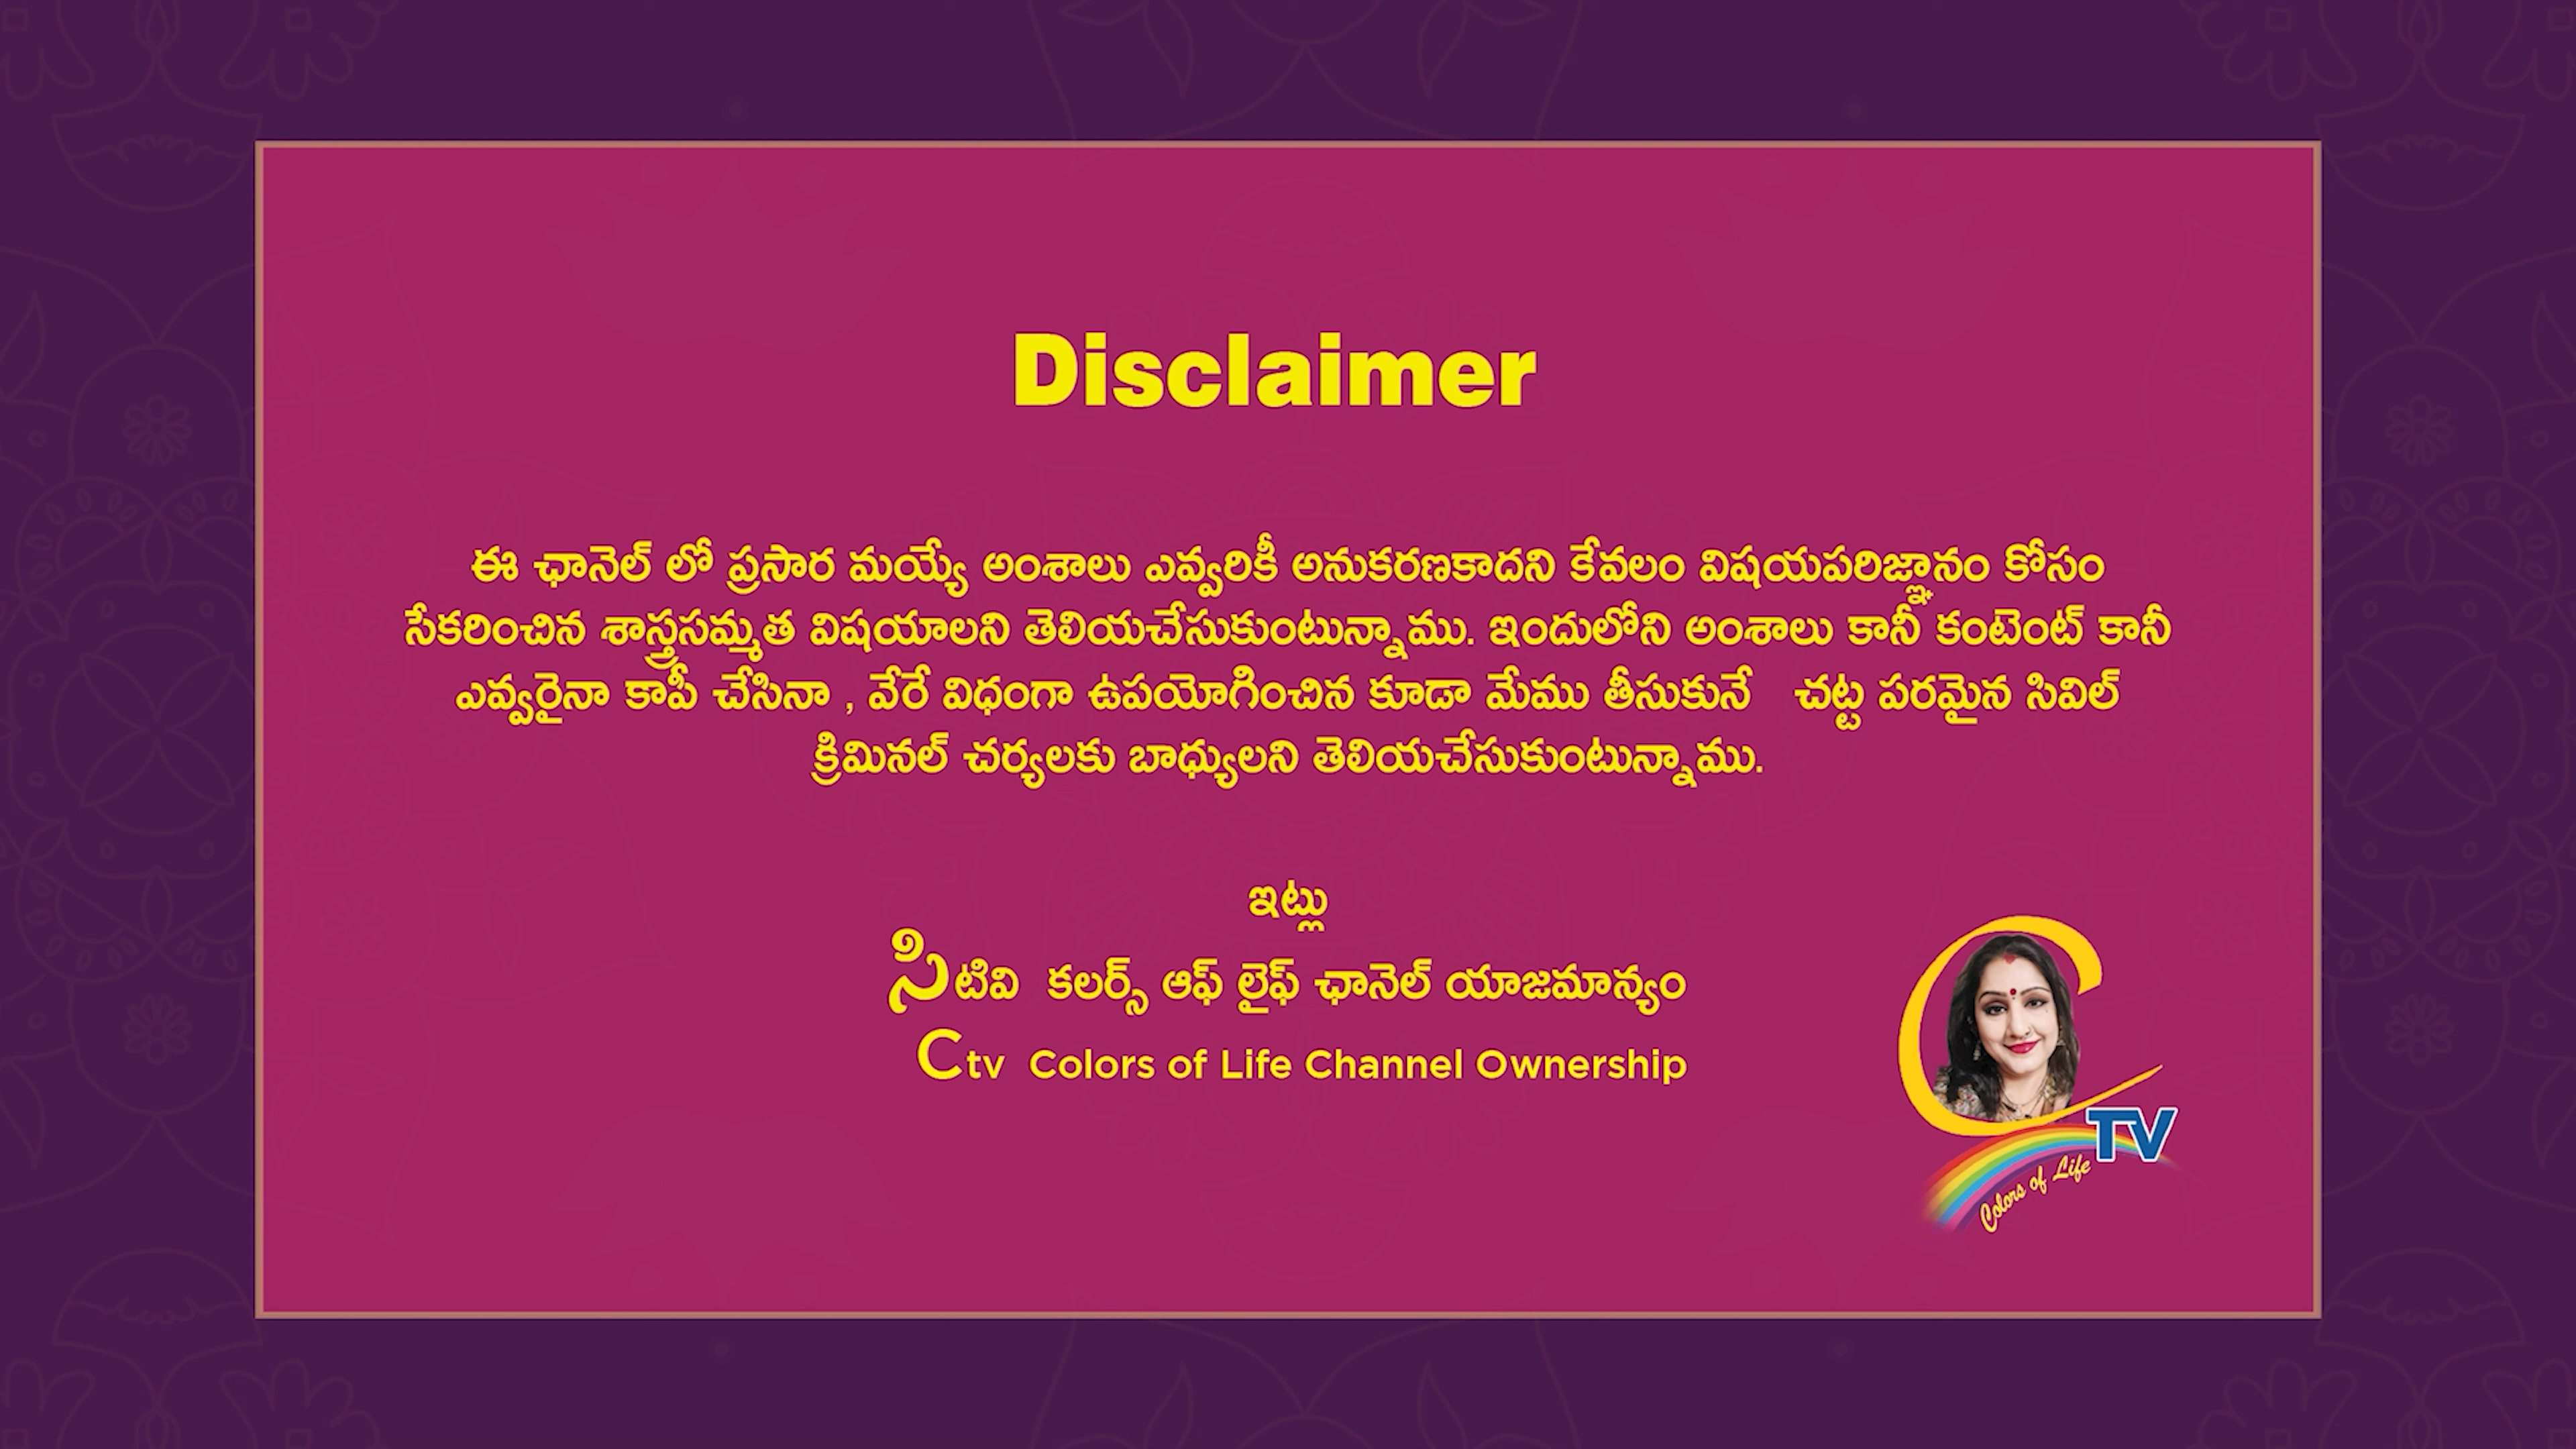 Disclaimer
ఈ ఛానెల్ లో ప్రసార మయ్యే అంశాలు ఎవ్వరికీ అనుకరణకాదని కేవలం విషయపరిజ్ఞానం కోసం
సేకరించిన శాస్త్రసమ్మత విషయాలని తెలియచేసుకుంటున్నాము. ఇందులోని అంశాలు కానీ కంటెంట్ కానీ
ఎవ్వరైనా కాపీ చేసినా , వేరే విధంగా ఉపయోగించిన కూడా మేము తీసుకునే చట్ట పరమైన సివిల్
క్రిమినల్ చర్యలకు బాధ్యులని తెలియచేసుకుంటున్నాము.
ఇట్లు
సిటివి కలర్స్ ఆఫ్ లైఫ్ ఛానెల్ యాజమాన్యం
Ctv Colors of Life Channel Ownership
C TV
Colors of Life